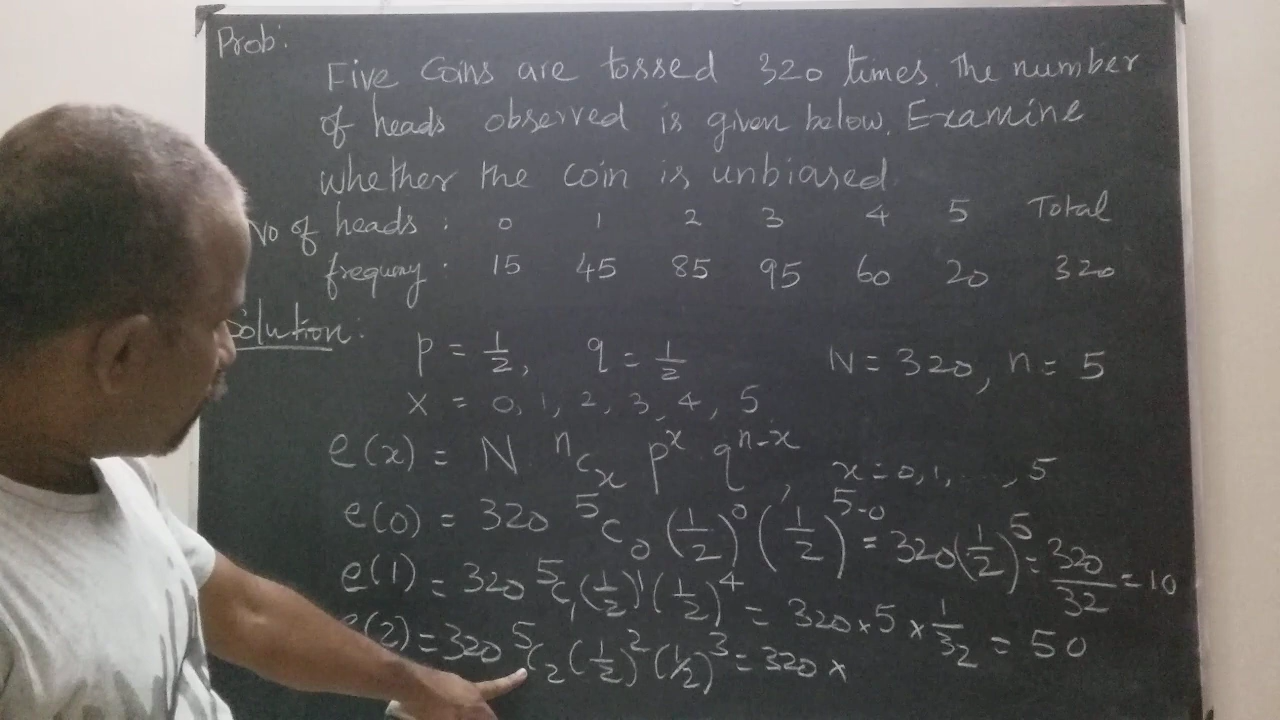 Prob:
Five Coins are tossed 320 times. The number
of heads observed is given below. Examine
whether the coin is unbiased.
No of heads : 0 1 2 3 4 5 Total
frequny : 15 45 85 95 60 20 320
Solution:
p = 1/2, q = 1/2 N = 320, n = 5
X = 0, 1, 2, 3, 4, 5
e(x) = N ⁿCₓ pˣ qⁿ⁻ˣ, x = 0, 1, ..., 5
e(0) = 320 ⁵C₀ (1/2)⁰ (1/2)⁵⁻⁰ = 320 (1/2)⁵ = 320/32 = 10
e(1) = 320 ⁵C₁ (1/2)¹ (1/2)⁴ = 320 × 5 × 1/32 = 50
e(2) = 320 ⁵C₂ (1/2)² (1/2)³ = 320 ×